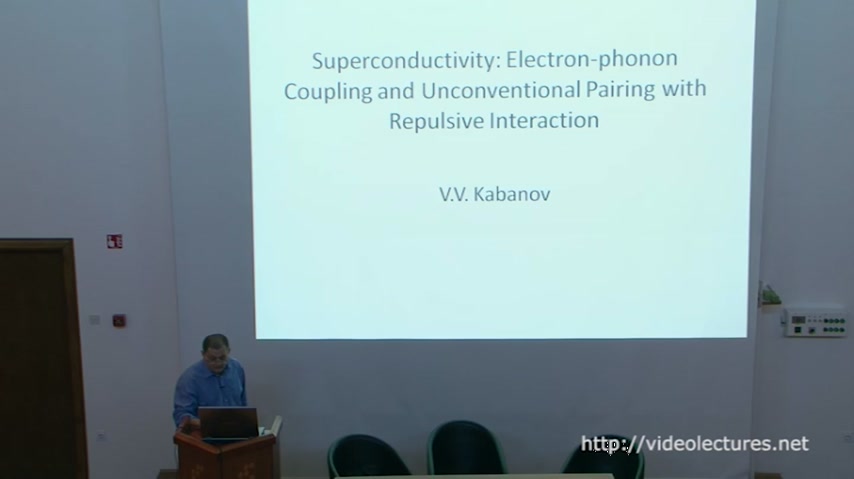 Superconductivity: Electron-phonon
Coupling and Unconventional Pairing with
Repulsive Interaction
V.V. Kabanov
http://videolectures.net